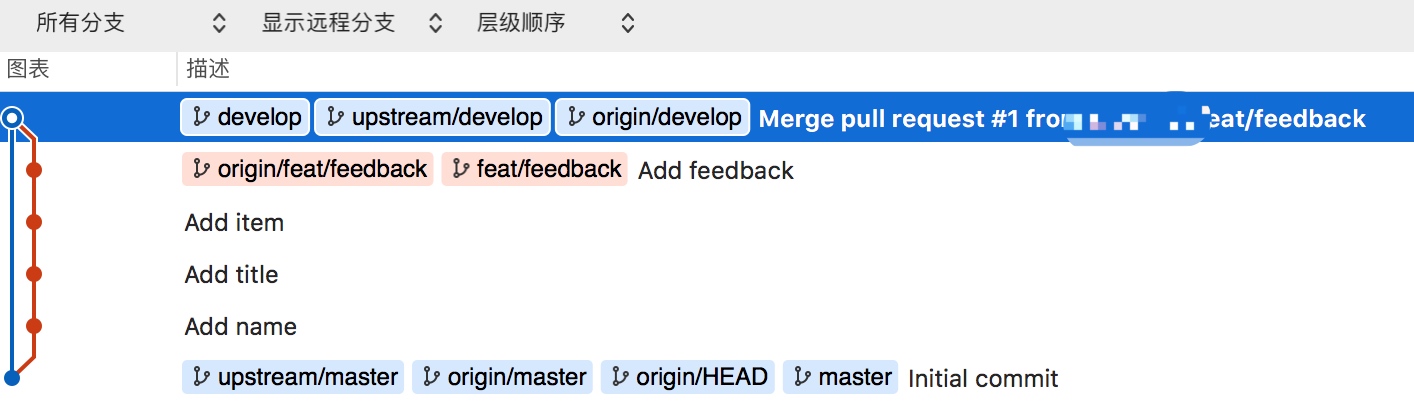 所有分支 显示远程分支 层级顺序
图表 描述
develop upstream/develop origin/develop Merge pull request #1 eat/feedback
origin/feat/feedback feat/feedback Add feedback
Add item
Add title
Add name
upstream/master origin/master origin/HEAD master Initial commit